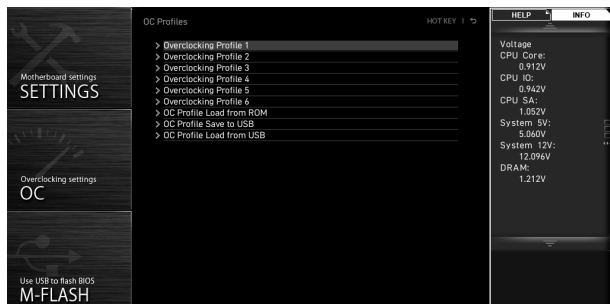 OC Profiles
HOT KEY
HELP
INFO
> Overclocking Profile 1
> Overclocking Profile 2
> Overclocking Profile 3
> Overclocking Profile 4
> Overclocking Profile 5
> Overclocking Profile 6
> OC Profile Load from ROM
> OC Profile Save to USB
> OC Profile Load from USB
Motherboard settings
SETTINGS
Overclocking settings
OC
Use USB to flash BIOS
M-FLASH
Voltage
CPU Core:
0.912V
CPU IO:
0.942V
CPU SA:
1.052V
System 5V:
5.060V
System 12V:
12.096V
DRAM:
1.212V